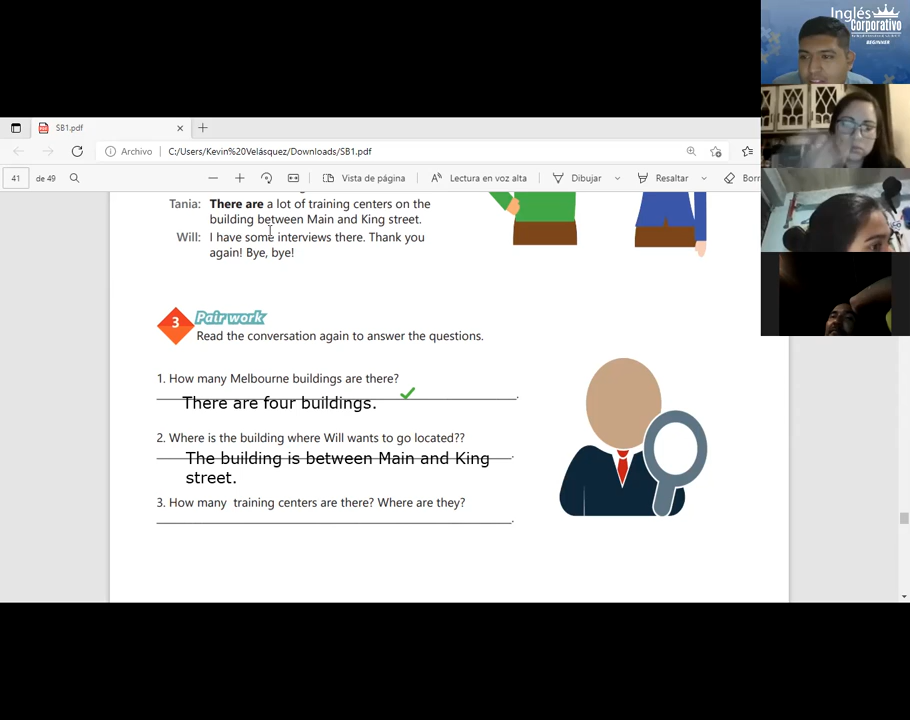 Inglés
Corporativo
BEGINNER
SB1.pdf
Archivo C:/Users/Kevin%20Velásquez/Downloads/SB1.pdf
41 de 49 Vista de página Lectura en voz alta Dibujar Resaltar Borr
Tania: There are a lot of training centers on the
building between Main and King street.
Will: I have some interviews there. Thank you
again! Bye, bye!
3 Pair work
Read the conversation again to answer the questions.
1. How many Melbourne buildings are there?
There are four buildings.
2. Where is the building where Will wants to go located??
The building is between Main and King
street.
3. How many training centers are there? Where are they?